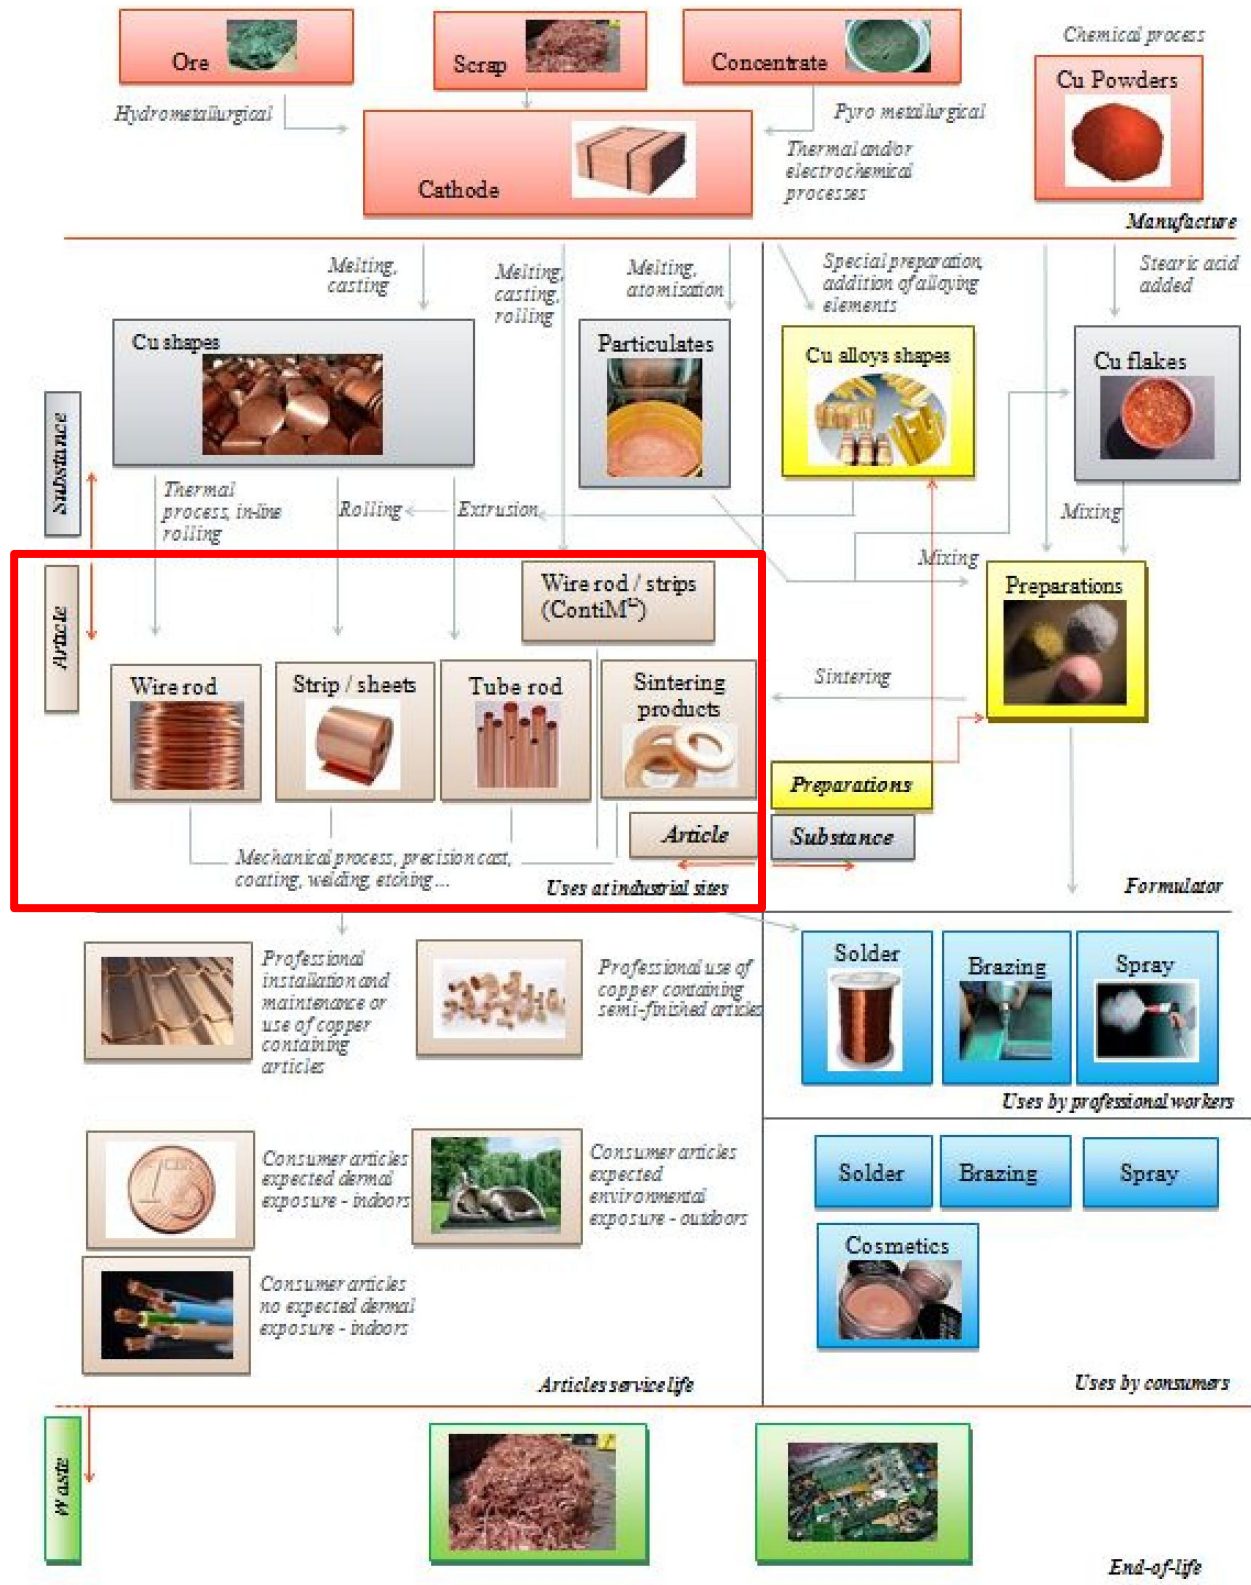 Ore
Scrap
Concentrate
Chemical process
Cu Powders
Hydrometallurgical
Pyro metallurgical
Cathode
Thermal and/or
electrochemical
processes
Manufacture
Melting,
casting
Melting,
casting,
rolling
Melting,
atomisation
Special preparation,
addition of alloying
elements
Stearic acid
added
Cu shapes
Particulates
Cu alloys shapes
Cu flakes
Substance
Thermal
process, in-line
rolling
Rolling
Extrusion
Mixing
Mixing
Article
Wire rod / strips
Preparations
Wire rod
Strip / sheets
Tube rod
Sintering
products
Sintering
Preparations
Article
Substance
Mechanical process, precision cast,
coating, welding, etching...
Uses at industrial sites
Formulator
Professional
installation and
maintenance or
use of copper
containing
articles
Professional use of
copper containing
semi-finished articles
Solder
Brazing
Spray
Uses by professional workers
Consumer articles
expected dermal
exposure - indoors
Consumer articles
expected
environmental
exposure - outdoors
Solder
Brazing
Spray
Cosmetics
Consumer articles
no expected dermal
exposure - indoors
Articles service life
Uses by consumers
Waste
End-of-life